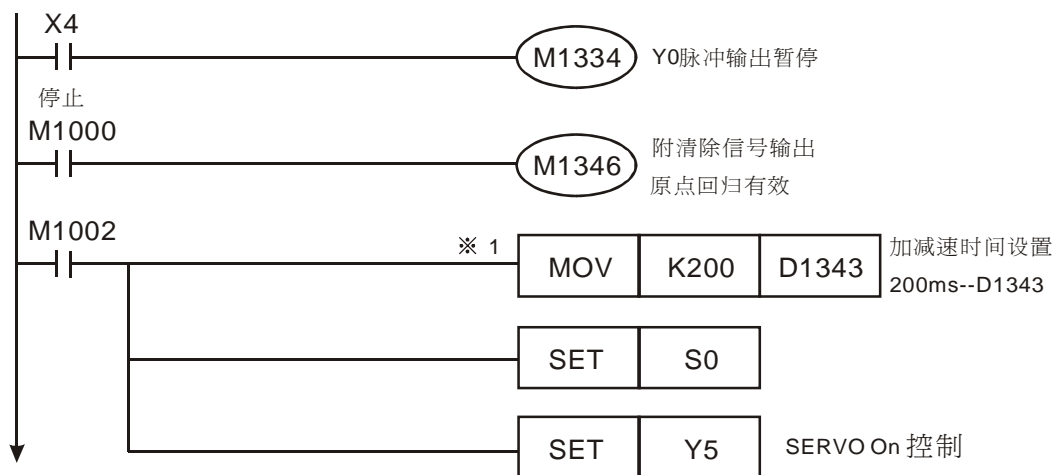 X4
M1334
Y0脉冲输出暂停
停止
M1000
M1346
附清除信号输出
原点回归有效
M1002
※ 1
MOV K200 D1343
加减速时间设置
200ms--D1343
SET S0
SET Y5
SERVO On 控制